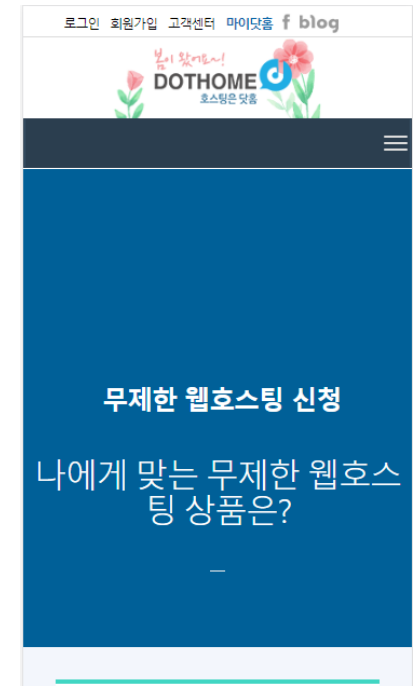 로그인 회원가입 고객센터 마이닷홈 f blog
봄이 왔어요~!
DOTHOME d
호스팅은 닷홈
무제한 웹호스팅 신청
나에게 맞는 무제한 웹호스
팅 상품은?